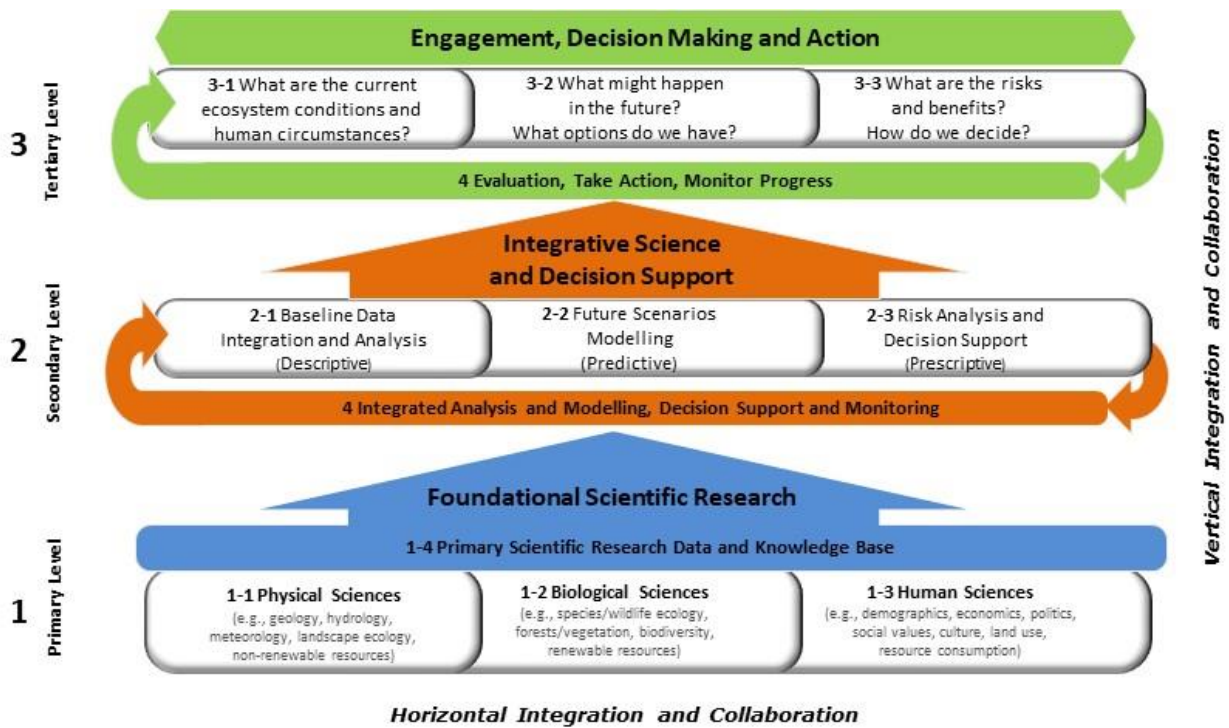 Engagement, Decision Making and Action
3-1 What are the current
ecosystem conditions and
human circumstances?
3-2 What might happen
in the future?
What options do we have?
3-3 What are the risks
and benefits?
How do we decide?
4 Evaluation, Take Action, Monitor Progress
3
Tertiary Level
Integrative Science
and Decision Support
2-1 Baseline Data
Integration and Analysis
(Descriptive)
2-2 Future Scenarios
Modelling
(Predictive)
2-3 Risk Analysis and
Decision Support
(Prescriptive)
4 Integrated Analysis and Modelling, Decision Support and Monitoring
2
Secondary Level
Foundational Scientific Research
1-4 Primary Scientific Research Data and Knowledge Base
1-1 Physical Sciences
(e.g., geology, hydrology,
meteorology, landscape ecology,
non-renewable resources)
1-2 Biological Sciences
(e.g., species/wildlife ecology,
forests/vegetation, biodiversity,
renewable resources)
1-3 Human Sciences
(e.g., demographics, economics, politics,
social values, culture, land use,
resource consumption)
1
Primary Level
Vertical Integration and Collaboration
Horizontal Integration and Collaboration